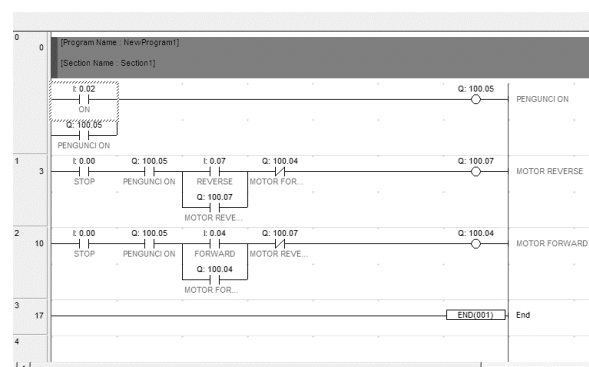 0
0
[Program Name : NewProgram1]
[Section Name : Section1]
I: 0.02
Q: 100.05
ON
PENGUNCI ON
Q: 100.05
PENGUNCI ON
1
3
I: 0.00
Q: 100.05
I: 0.07
Q: 100.04
Q: 100.07
STOP
PENGUNCI ON
REVERSE
MOTOR FOR...
MOTOR REVERSE
Q: 100.07
MOTOR REVE...
2
10
I: 0.00
Q: 100.05
I: 0.04
Q: 100.07
Q: 100.04
STOP
PENGUNCI ON
FORWARD
MOTOR REVE...
MOTOR FORWARD
Q: 100.04
MOTOR FOR...
3
17
END(001)
End
4